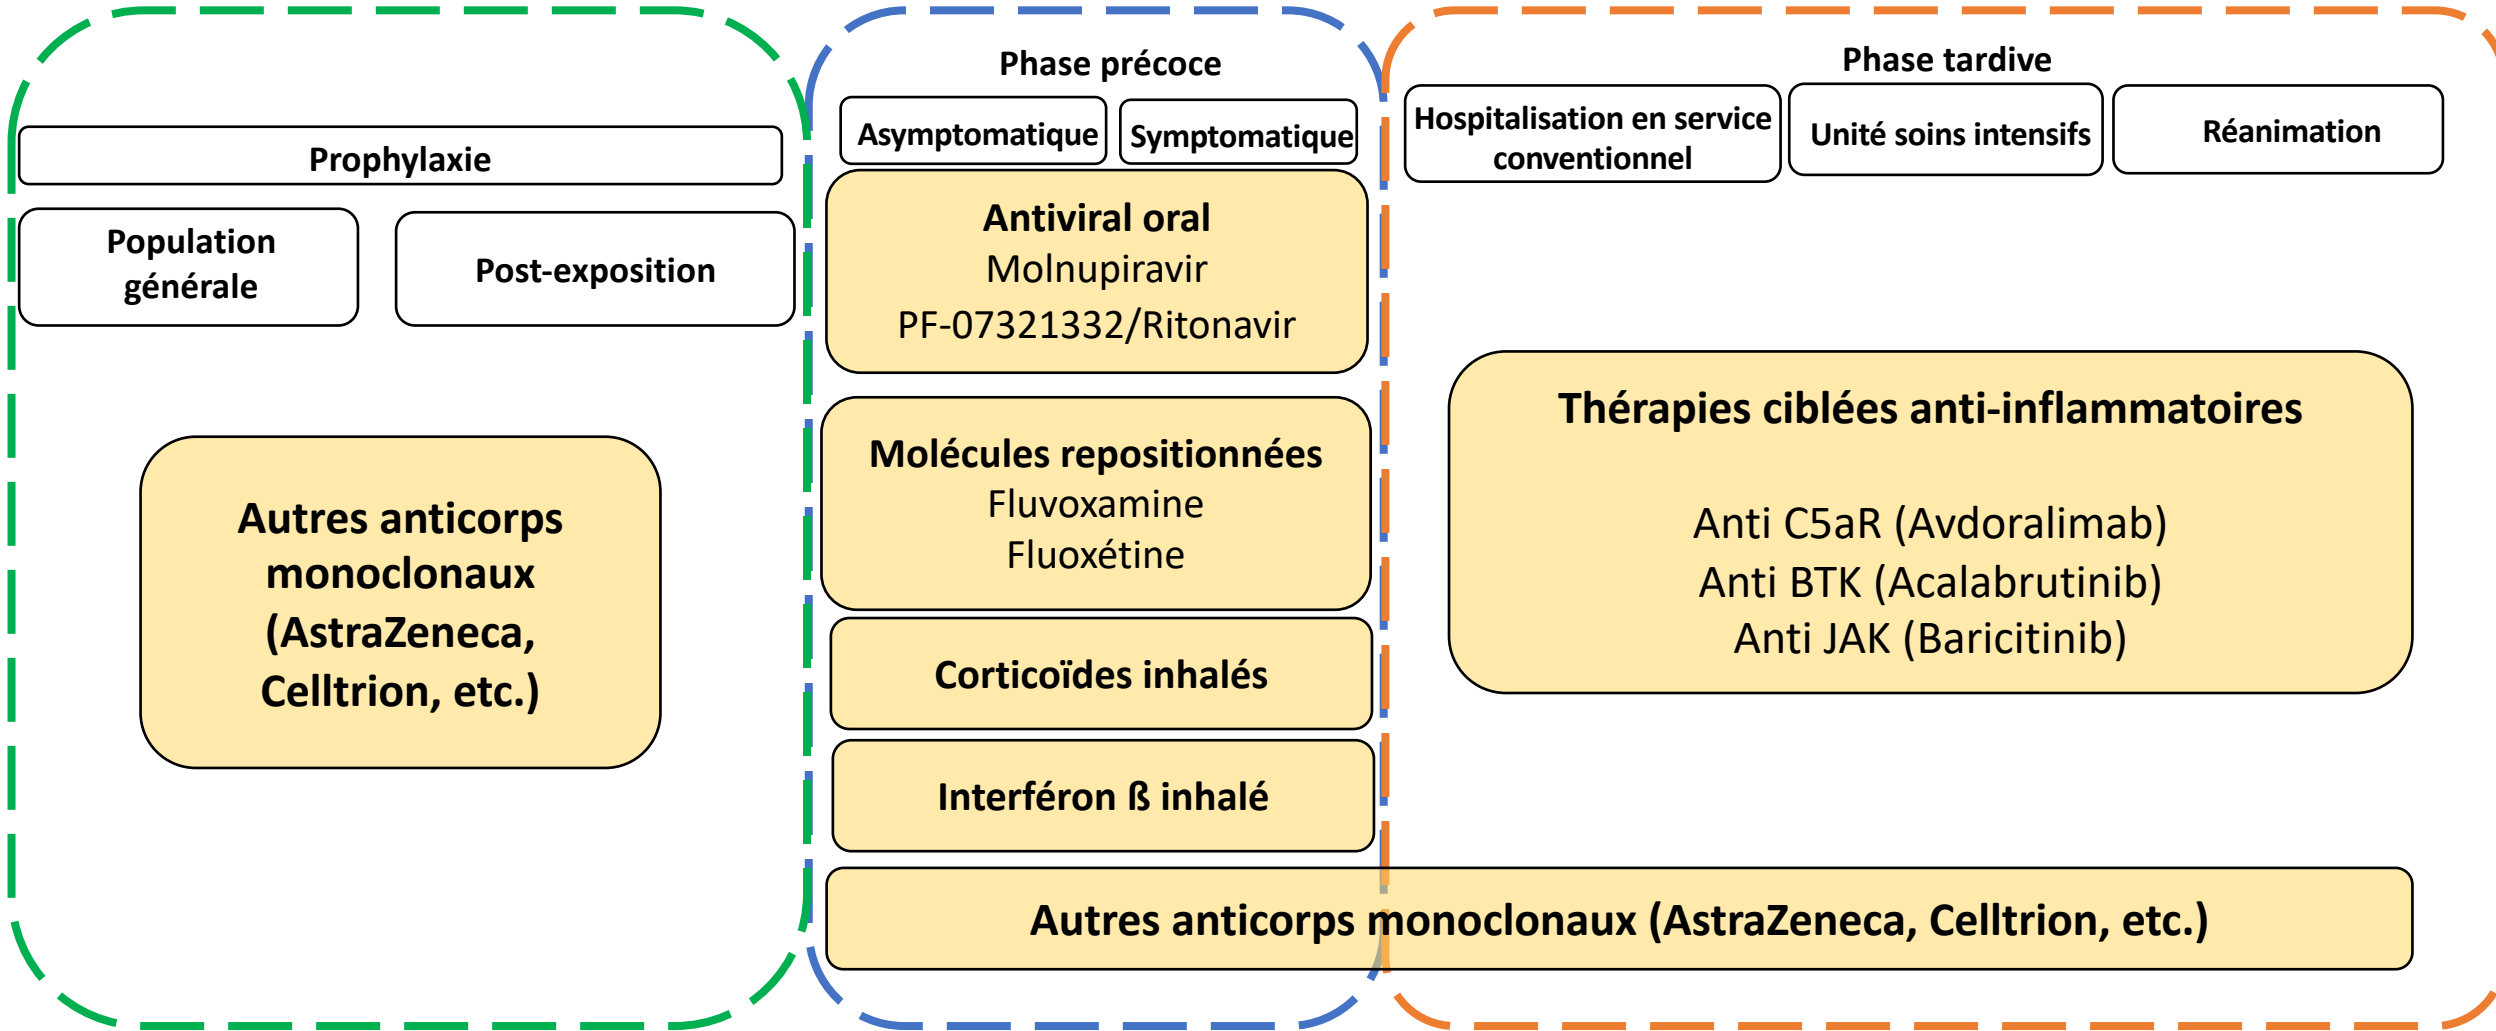 Prophylaxie
Population
générale
Post-exposition
Autres anticorps
monoclonaux
(AstraZeneca,
Celltrion, etc.)
Phase précoce
Asymptomatique
Symptomatique
Antiviral oral
Molnupiravir
PF-07321332/Ritonavir
Molécules repositionnées
Fluvoxamine
Fluoxétine
Corticoïdes inhalés
Interféron ß inhalé
Phase tardive
Hospitalisation en service
conventionnel
Unité soins intensifs
Réanimation
Thérapies ciblées anti-inflammatoires
Anti C5aR (Avdoralimab)
Anti BTK (Acalabrutinib)
Anti JAK (Baricitinib)
Autres anticorps monoclonaux (AstraZeneca, Celltrion, etc.)